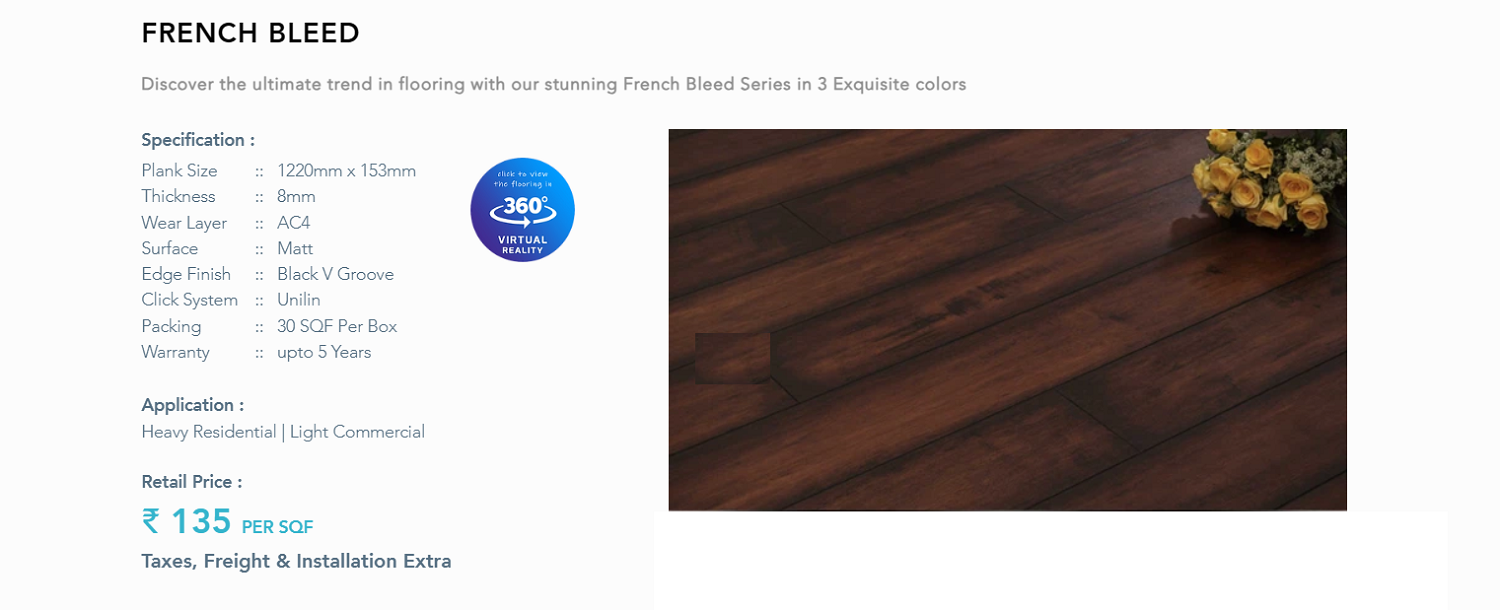 FRENCH BLEED
Discover the ultimate trend in flooring with our stunning French Bleed Series in 3 Exquisite colors
Specification :
Plank Size :: 1220mm x 153mm
Thickness :: 8mm
Wear Layer :: AC4
Surface :: Matt
Edge Finish :: Black V Groove
Click System :: Unilin
Packing :: 30 SQF Per Box
Warranty :: upto 5 Years
click to view
the flooring in
360°
VIRTUAL
REALITY
Application :
Heavy Residential | Light Commercial
Retail Price :
₹ 135 PER SQF
Taxes, Freight & Installation Extra